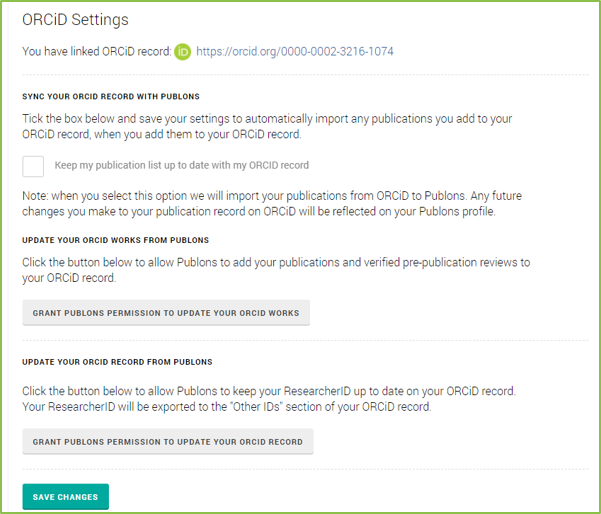 ORCiD Settings
You have linked ORCiD record: iD https://orcid.org/0000-0002-3216-1074
SYNC YOUR ORCID RECORD WITH PUBLONS
Tick the box below and save your settings to automatically import any publications you add to your
ORCiD record, when you add them to your ORCiD record.
Keep my publication list up to date with my ORCID record
Note: when you select this option we will import your publications from ORCiD to Publons. Any future
changes you make to your publication record on ORCiD will be reflected on your Publons profile.
UPDATE YOUR ORCID WORKS FROM PUBLONS
Click the button below to allow Publons to add your publications and verified pre-publication reviews to
your ORCiD record.
GRANT PUBLONS PERMISSION TO UPDATE YOUR ORCID WORKS
UPDATE YOUR ORCID RECORD FROM PUBLONS
Click the button below to allow Publons to keep your ResearcherID up to date on your ORCiD record.
Your ResearcherID will be exported to the "Other IDs" section of your ORCiD record.
GRANT PUBLONS PERMISSION TO UPDATE YOUR ORCID RECORD
SAVE CHANGES